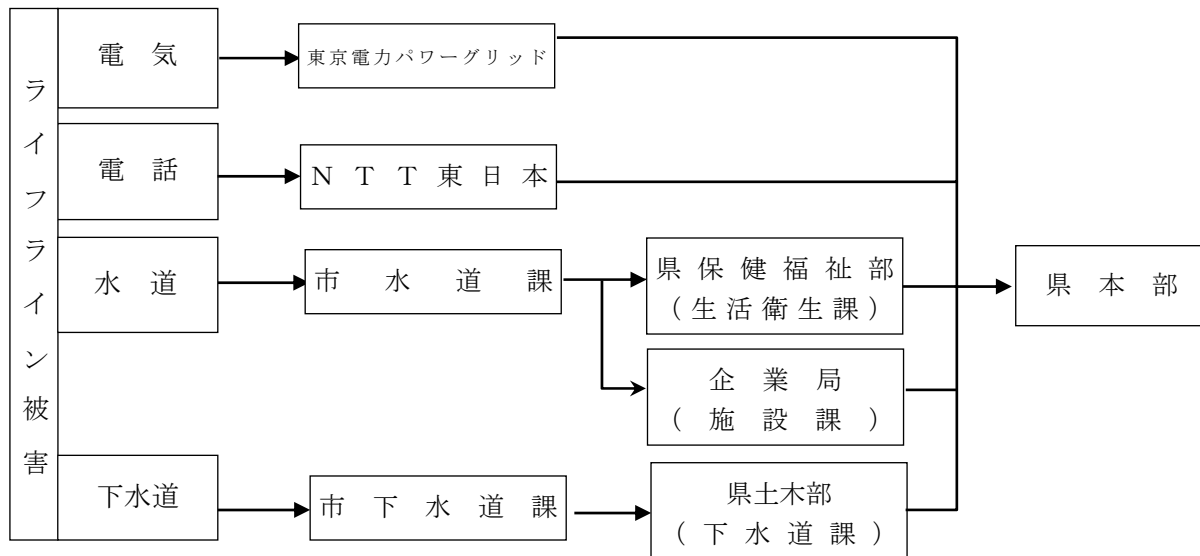 ライフライン被害
電気
東京電力パワーグリッド
電話
NTT東日本
水道
市水道課
県保健福祉部
(生活衛生課)
県本部
企業局
(施設課)
下水道
市下水道課
県土木部
(下水道課)